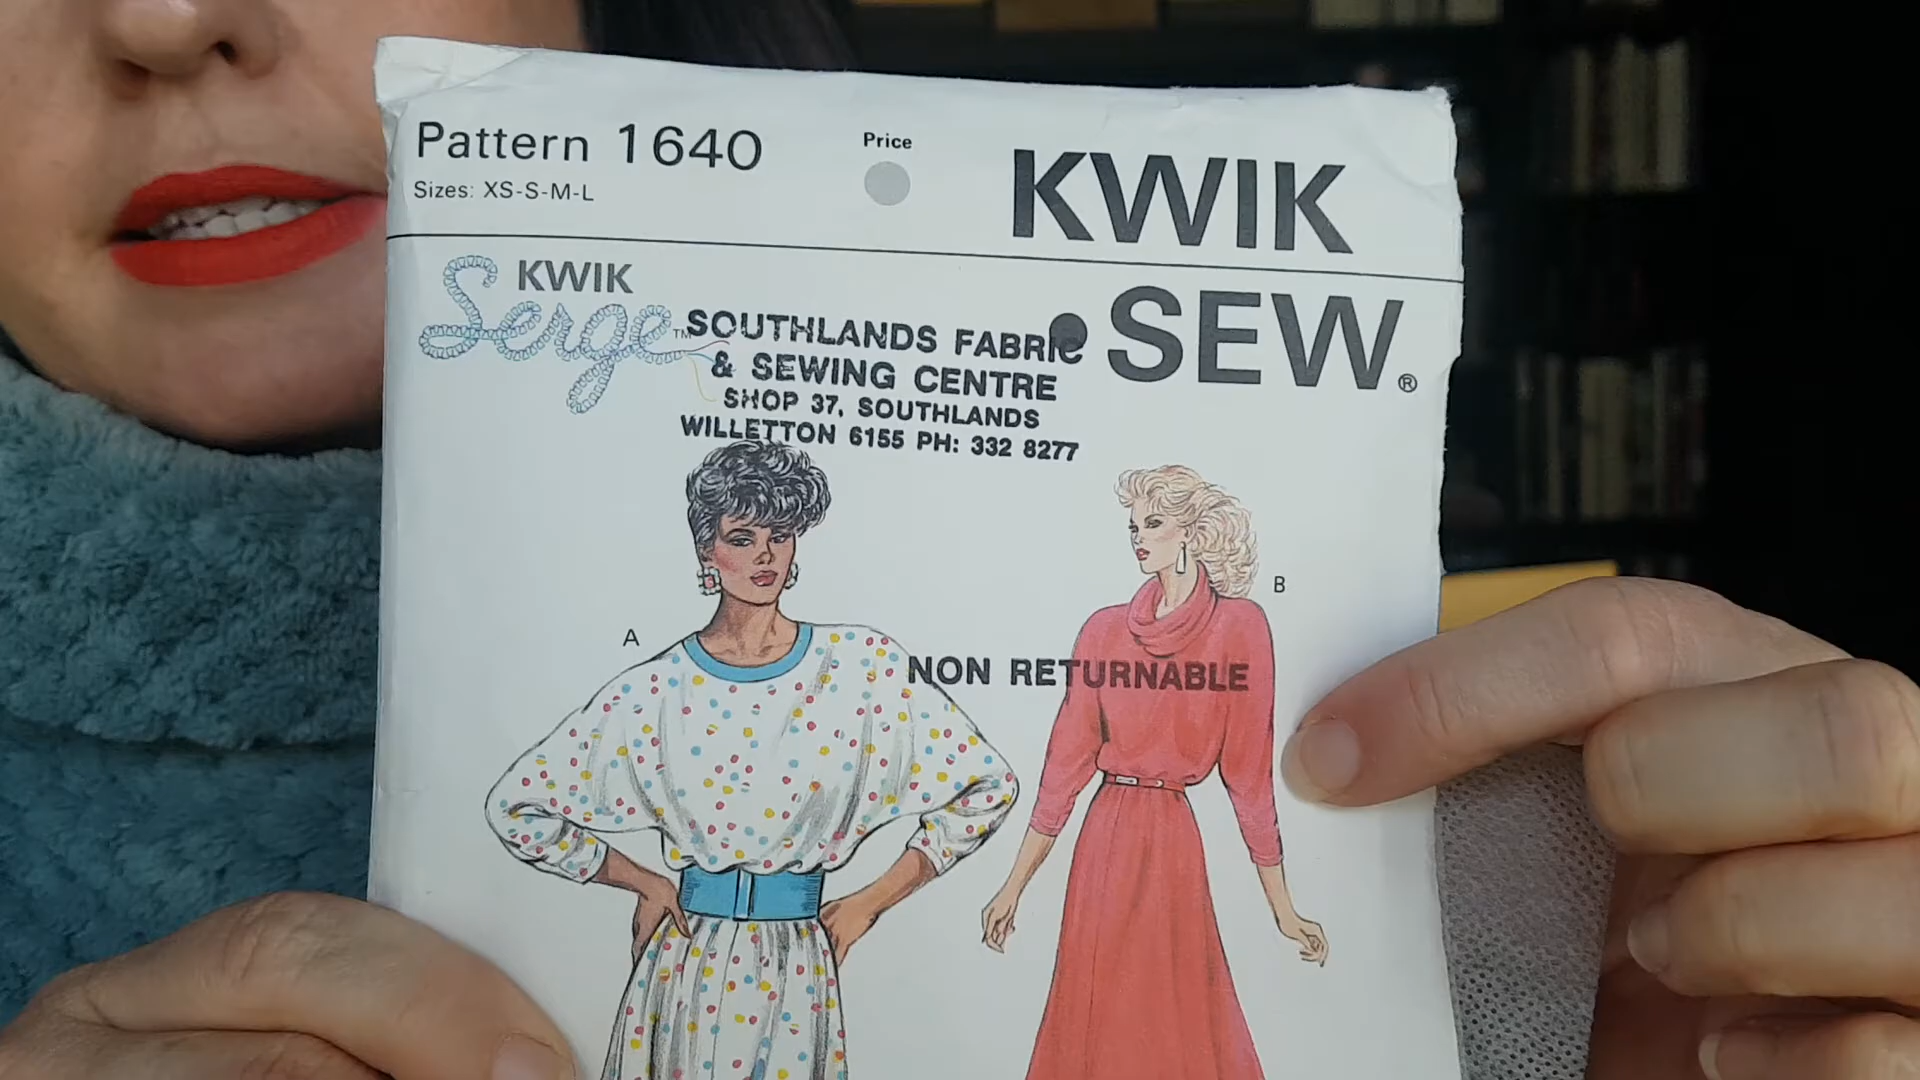 Pattern 1640
Sizes: XS-S-M-L
Price
KWIK
SEW®
KWIK
Serge™
SOUTHLANDS FABRIC
& SEWING CENTRE
SHOP 37, SOUTHLANDS
WILLETTON 6155 PH: 332 8277
A
B
NON RETURNABLE